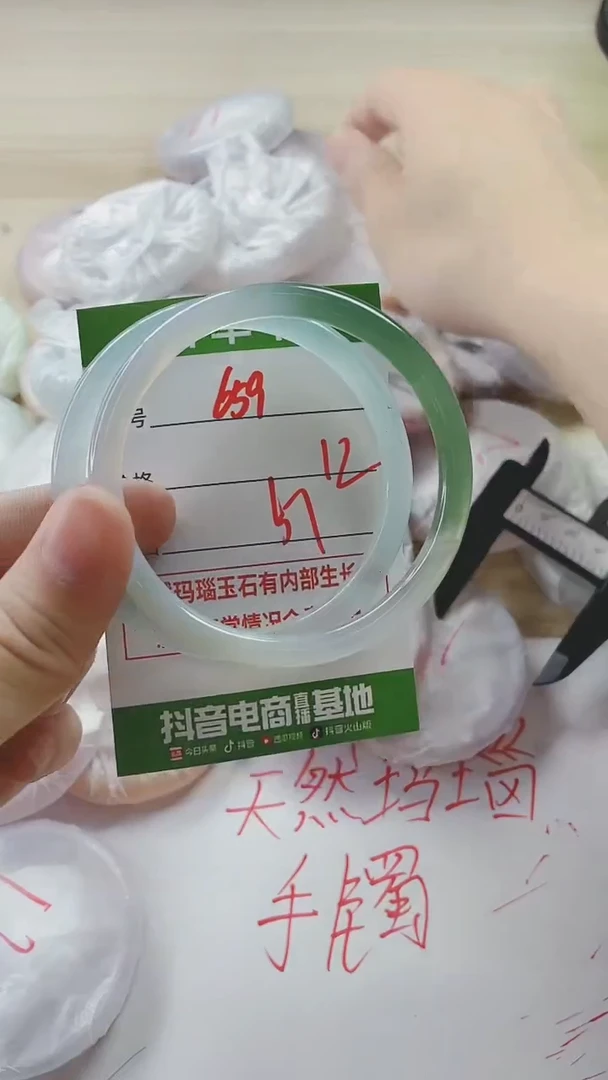 号 659
12
57
玛瑙玉石有内部生长
情况
抖音电商直播基地
今日头条 抖音 西瓜视频 抖音火山版
天然玛瑙
手镯